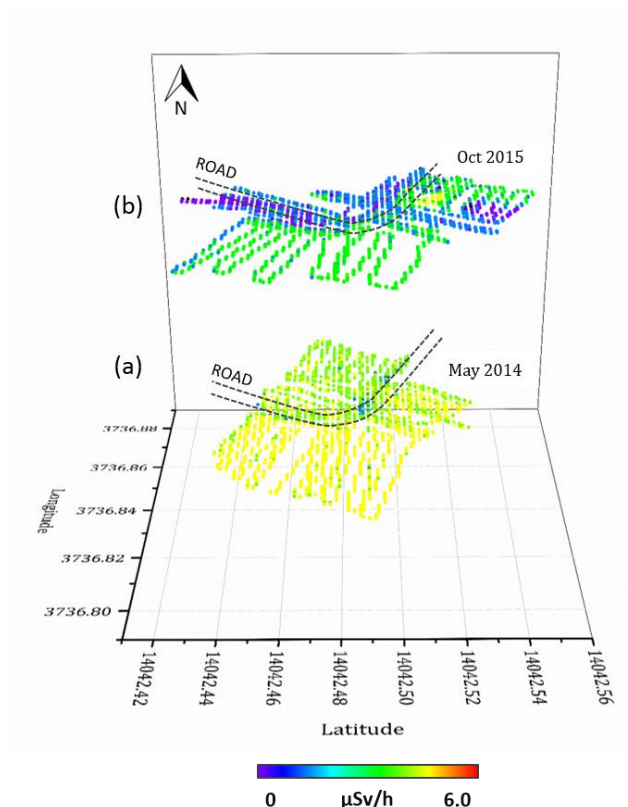 N
ROAD
Oct 2015
(b)
(a)
ROAD
May 2014
3736.88
3736.86
3736.84
3736.82
3736.80
Longitude
14042.42
14042.44
14042.46
14042.48
14042.50
14042.52
14042.54
14042.56
Latitude
0 µSv/h 6.0